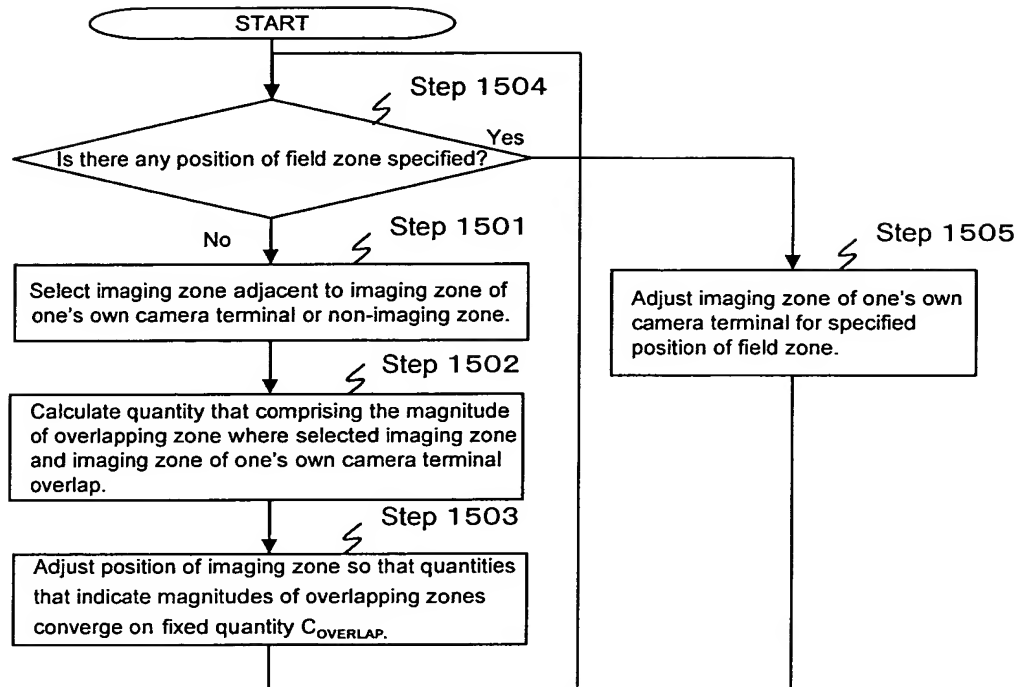 START
Step 1504
Is there any position of field zone specified?
Yes
No
Step 1501
Select imaging zone adjacent to imaging zone of
one's own camera terminal or non-imaging zone.
Step 1502
Calculate quantity that comprising the magnitude
of overlapping zone where selected imaging zone
and imaging zone of one's own camera terminal
overlap.
Step 1503
Adjust position of imaging zone so that quantities
that indicate magnitudes of overlapping zones
converge on fixed quantity COVERLAP.
Step 1505
Adjust imaging zone of one's own
camera terminal for specified
position of field zone.